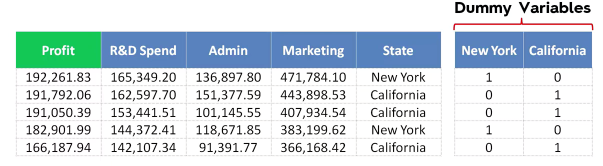 Dummy Variables
Profit R&D Spend Admin Marketing State New York California
192,261.83 165,349.20 136,897.80 471,784.10 New York 1 0
191,792.06 162,597.70 151,377.59 443,898.53 California 0 1
191,050.39 153,441.51 101,145.55 407,934.54 California 0 1
182,901.99 144,372.41 118,671.85 383,199.62 New York 1 0
166,187.94 142,107.34 91,391.77 366,168.42 California 0 1